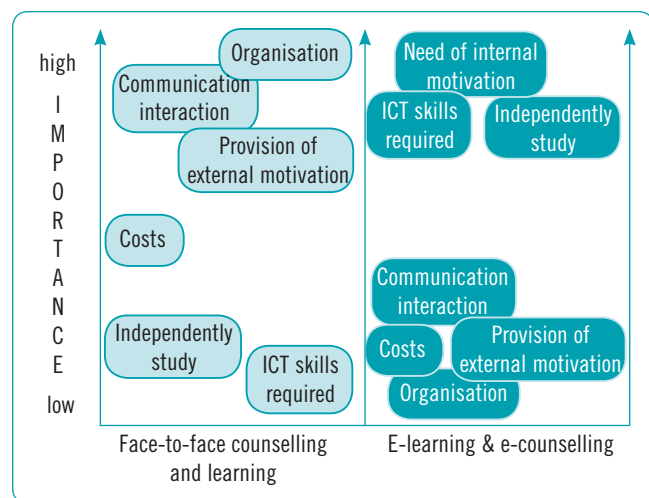 high
I
M
P
O
R
T
A
N
C
E
low
Organisation
Communication
interaction
Provision of
external motivation
Costs
Independently
study
ICT skills
required
Face-to-face counselling
and learning
Need of internal
motivation
ICT skills
required
Independently
study
Communication
interaction
Costs
Provision of
external motivation
Organisation
E-learning & e-counselling